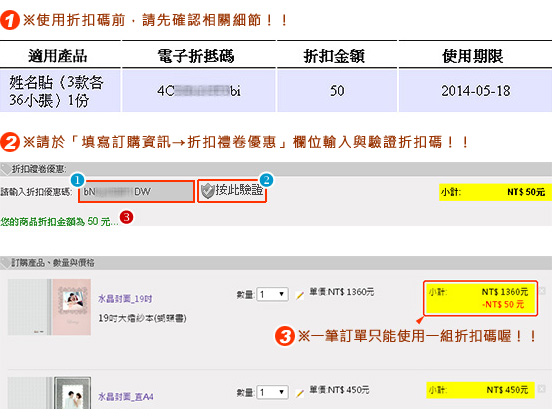 1 ※使用折扣碼前,請先確認相關細節!!
適用產品 電子折抵碼 折扣金額 使用期限
姓名貼(3款各36小張)1份 4C bi 50 2014-05-18
2 ※請於「填寫訂購資訊→折扣禮卷優惠」欄位輸入與驗證折扣碼!!
折扣禮卷優惠:
請輸入折扣優惠碼: 1 bN DW 按此驗證 2 小計: NT$ 50元
您的商品折扣金額為 50 元... 3
訂購產品、數量與價格
水晶封面_19吋 數量: 1 單價:NT$ 1360元 小計: NT$ 1360元
-NT$ 50 元
19吋大爆紗本(蝴蝶書)
3 ※一筆訂單只能使用一組折扣碼喔!!
水晶封面_直A4 數量: 1 單價:NT$ 450元 小計: NT$ 450元